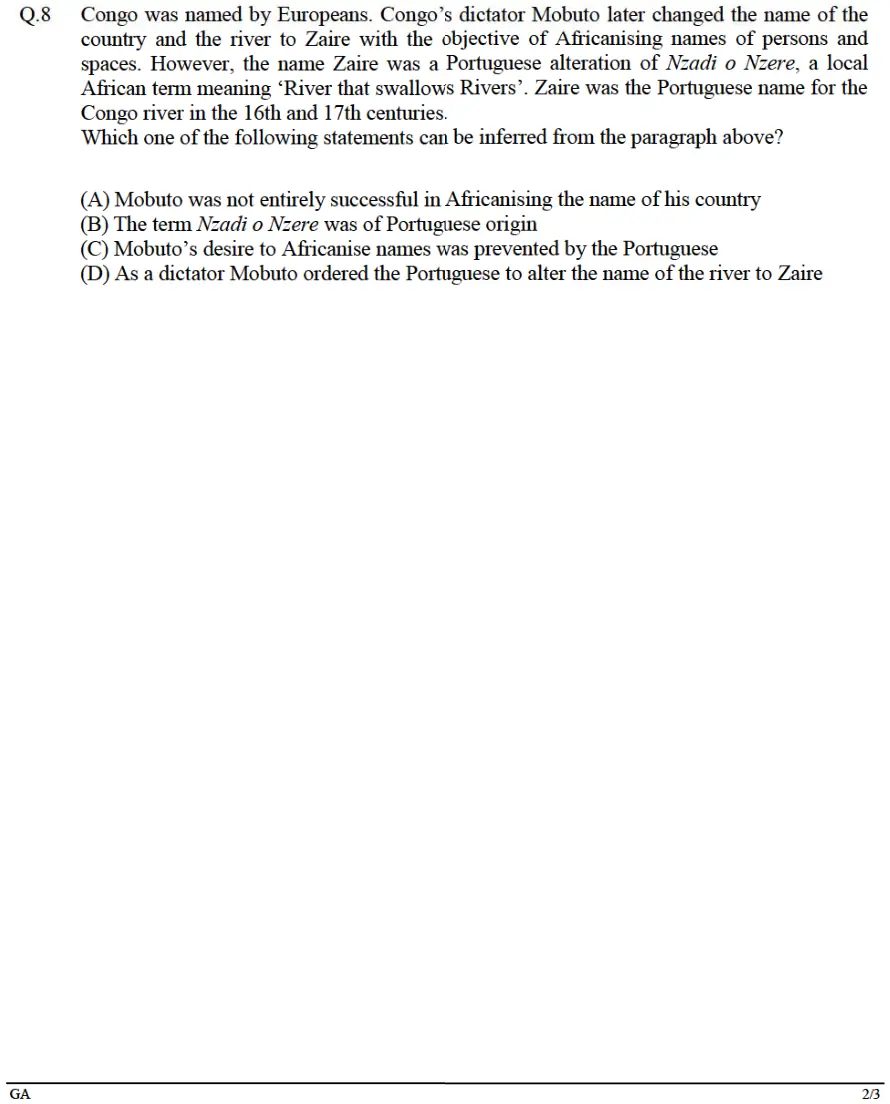 Q.8 Congo was named by Europeans. Congo’s dictator Mobuto later changed the name of the
country and the river to Zaire with the objective of Africanising names of persons and
spaces. However, the name Zaire was a Portuguese alteration of Nzadi o Nzere, a local
African term meaning ‘River that swallows Rivers’. Zaire was the Portuguese name for the
Congo river in the 16th and 17th centuries.
Which one of the following statements can be inferred from the paragraph above?
(A) Mobuto was not entirely successful in Africanising the name of his country
(B) The term Nzadi o Nzere was of Portuguese origin
(C) Mobuto’s desire to Africanise names was prevented by the Portuguese
(D) As a dictator Mobuto ordered the Portuguese to alter the name of the river to Zaire
GA 2/3